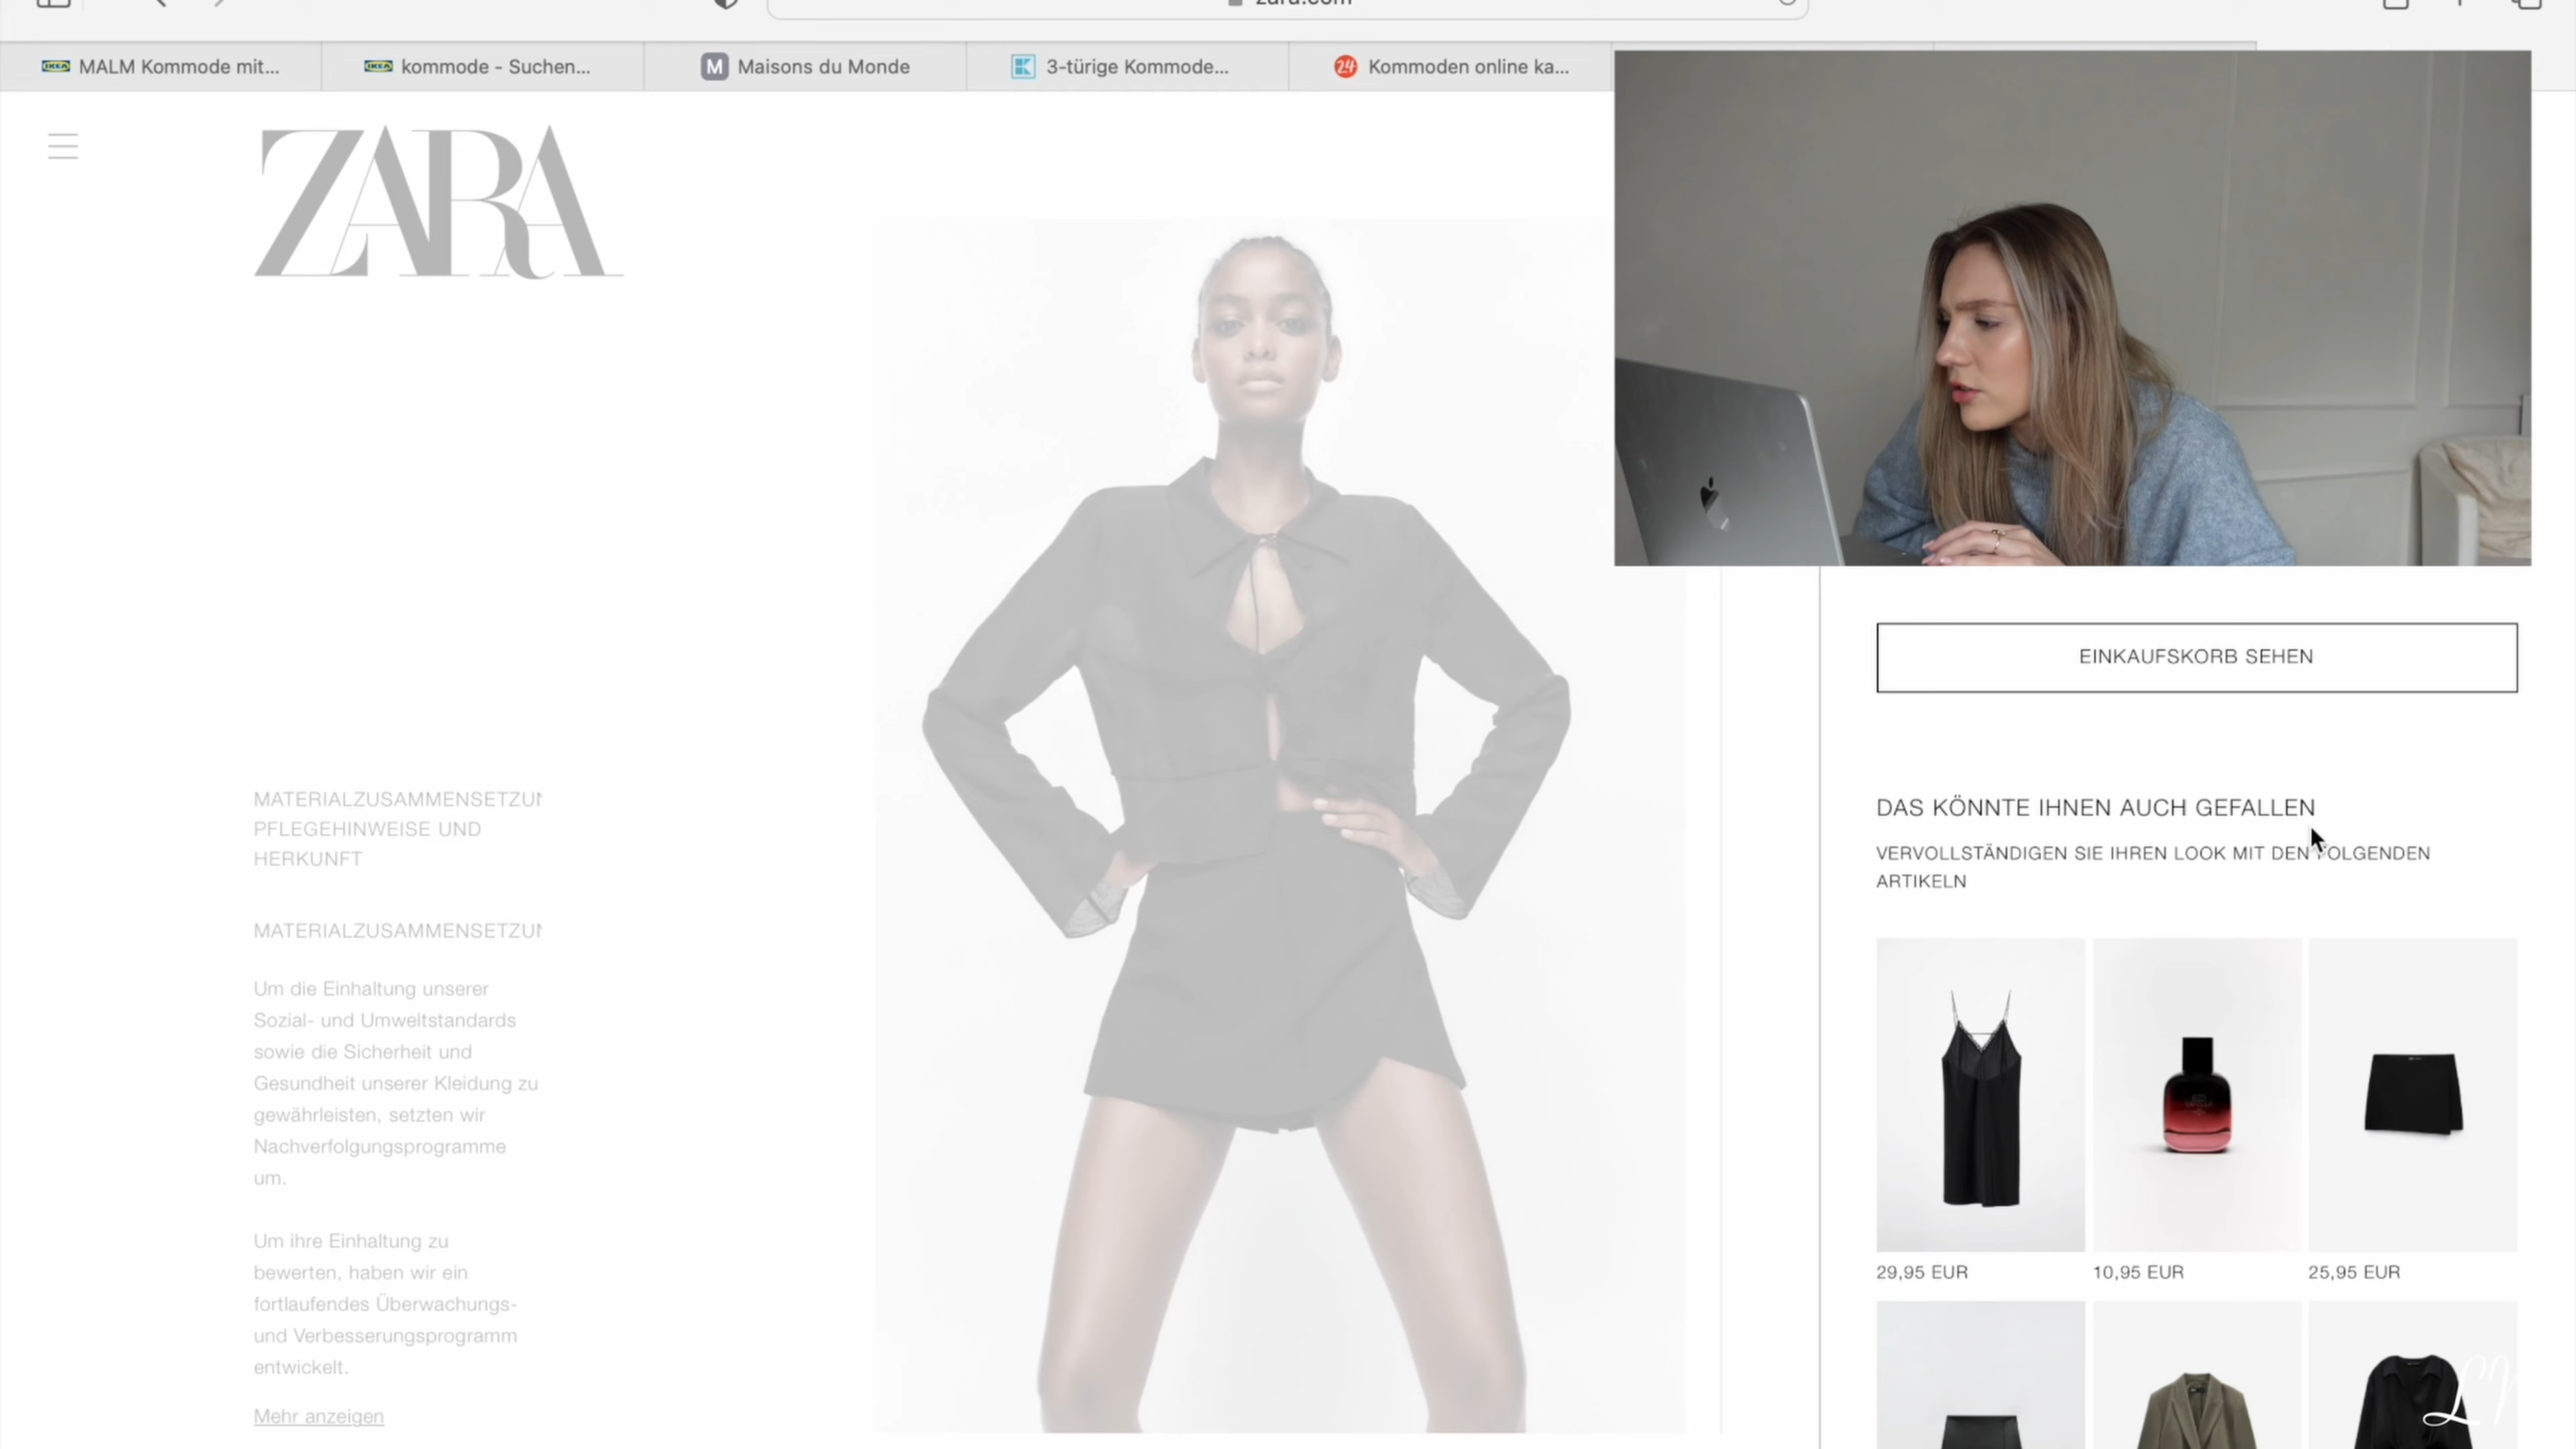 zara.com
MALM Kommode mit...
kommode - Suchen...
M Maisons du Monde
K 3-türige Kommode...
24 Kommoden online ka...
ZARA
EINKAUFSKORB SEHEN
MATERIALZUSAMMENSETZUN
PFLEGEHINWEISE UND
HERKUNFT
MATERIALZUSAMMENSETZUN
Um die Einhaltung unserer
Sozial- und Umweltstandards
sowie die Sicherheit und
Gesundheit unserer Kleidung zu
gewährleisten, setzten wir
Nachverfolgungsprogramme
um.
Um ihre Einhaltung zu
bewerten, haben wir ein
fortlaufendes Überwachungs-
und Verbesserungsprogramm
entwickelt.
Mehr anzeigen
DAS KÖNNTE IHNEN AUCH GEFALLEN
VERVOLLSTÄNDIGEN SIE IHREN LOOK MIT DEN FOLGENDEN
ARTIKELN
29,95 EUR
10,95 EUR
25,95 EUR